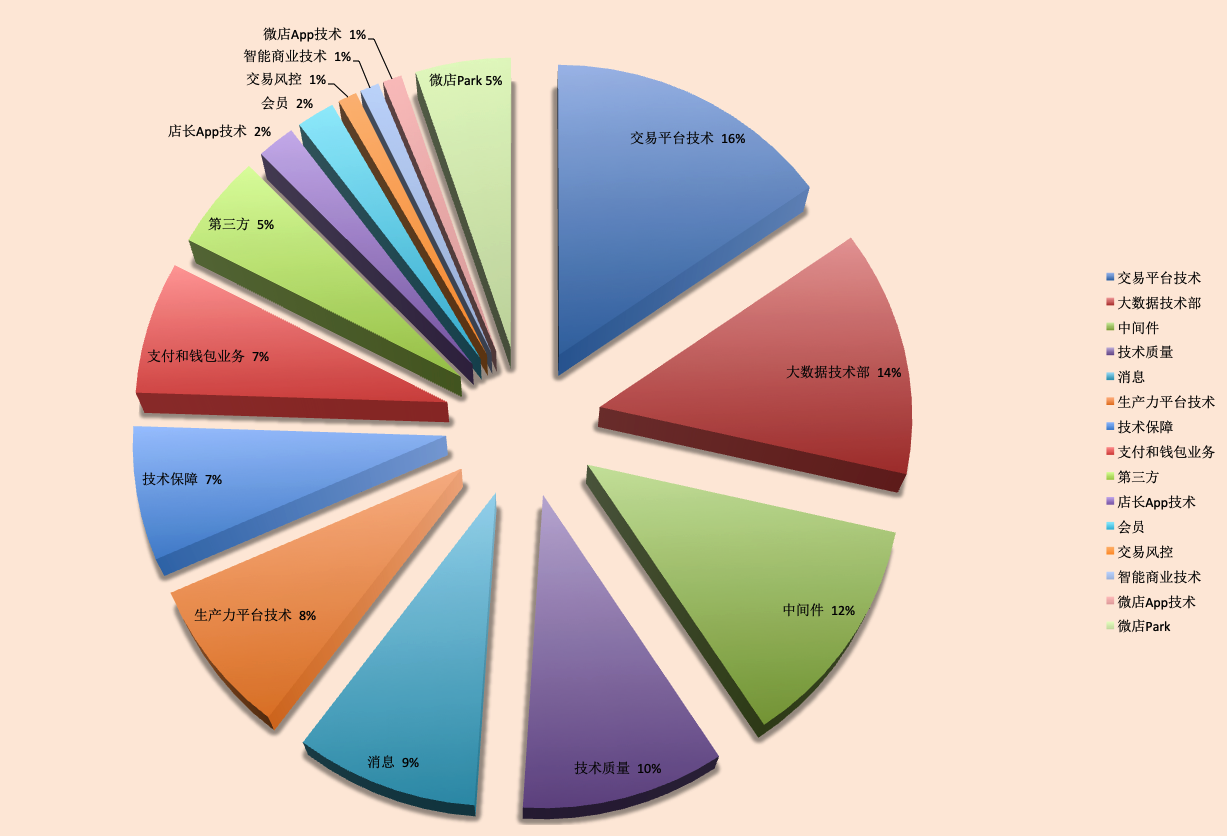 微店App技术 1%
智能商业技术 1%
交易风控 1%
会员 2%
店长App技术 2%
微店Park 5%
交易平台技术 16%
第三方 5%
支付和钱包业务 7%
大数据技术部 14%
技术保障 7%
生产力平台技术 8%
中间件 12%
消息 9%
技术质量 10%
交易平台技术
大数据技术部
中间件
技术质量
消息
生产力平台技术
技术保障
支付和钱包业务
第三方
店长App技术
会员
交易风控
智能商业技术
微店App技术
微店Park